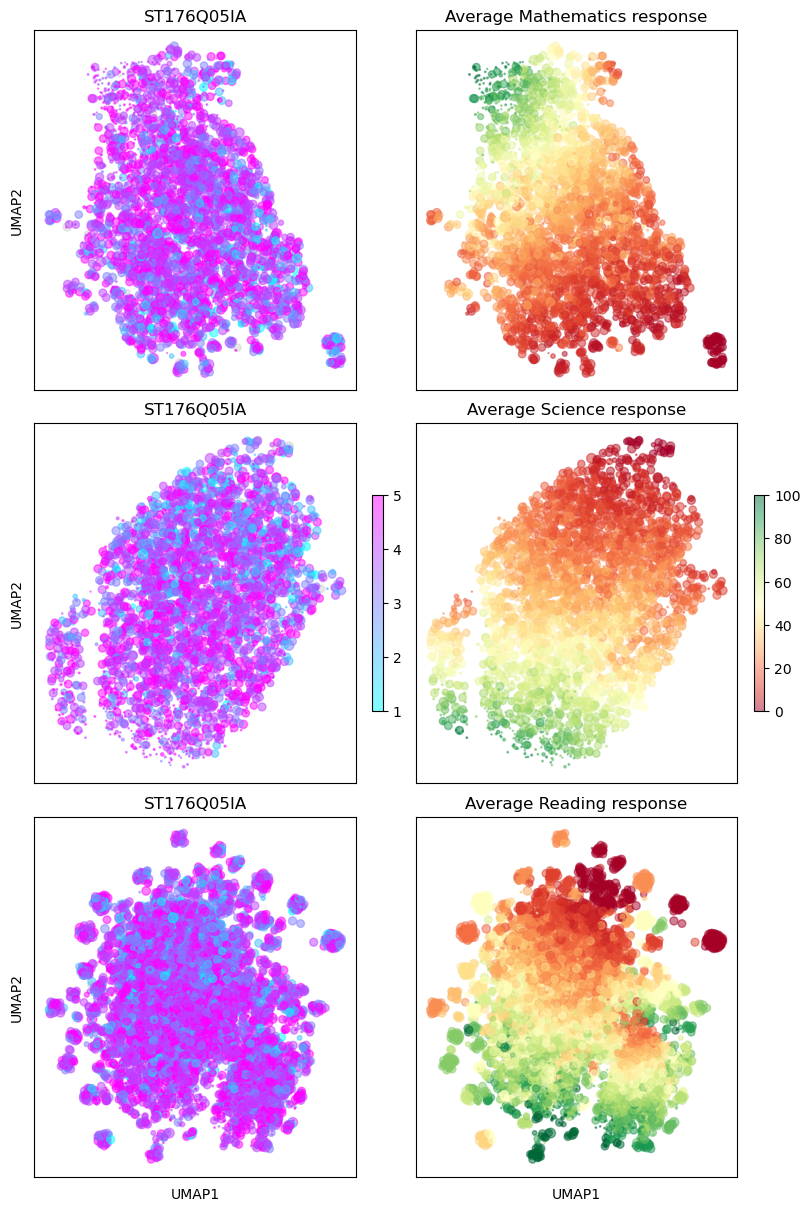 ST176Q05IA
Average Mathematics response
UMAP2
ST176Q05IA
Average Science response
UMAP2
5
4
3
2
1
100
80
60
40
20
0
ST176Q05IA
Average Reading response
UMAP2
UMAP1
UMAP1